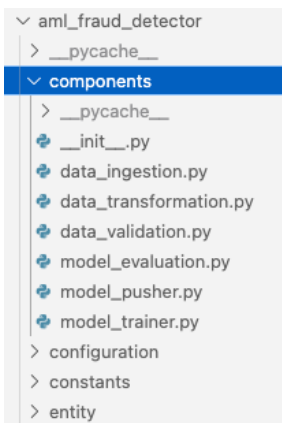 aml_fraud_detector
__pycache__
components
__pycache__
__init__.py
data_ingestion.py
data_transformation.py
data_validation.py
model_evaluation.py
model_pusher.py
model_trainer.py
configuration
constants
entity